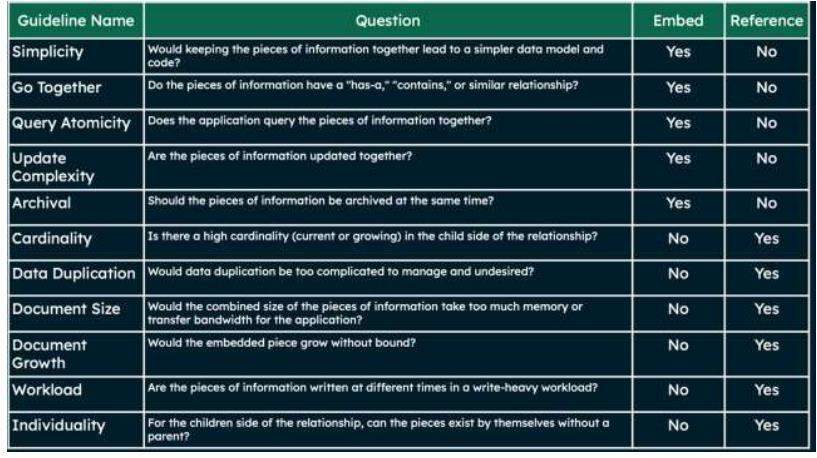 Guideline Name Question Embed Reference
Simplicity Would keeping the pieces of information together lead to a simpler data model and code? Yes No
Go Together Do the pieces of information have a "has-a," "contains," or similar relationship? Yes No
Query Atomicity Does the application query the pieces of information together? Yes No
Update Complexity Are the pieces of information updated together? Yes No
Archival Should the pieces of information be archived at the same time? Yes No
Cardinality Is there a high cardinality (current or growing) in the child side of the relationship? No Yes
Data Duplication Would data duplication be too complicated to manage and undesired? No Yes
Document Size Would the combined size of the pieces of information take too much memory or transfer bandwidth for the application? No Yes
Document Growth Would the embedded piece grow without bound? No Yes
Workload Are the pieces of information written at different times in a write-heavy workload? No Yes
Individuality For the children side of the relationship, can the pieces exist by themselves without a parent? No Yes